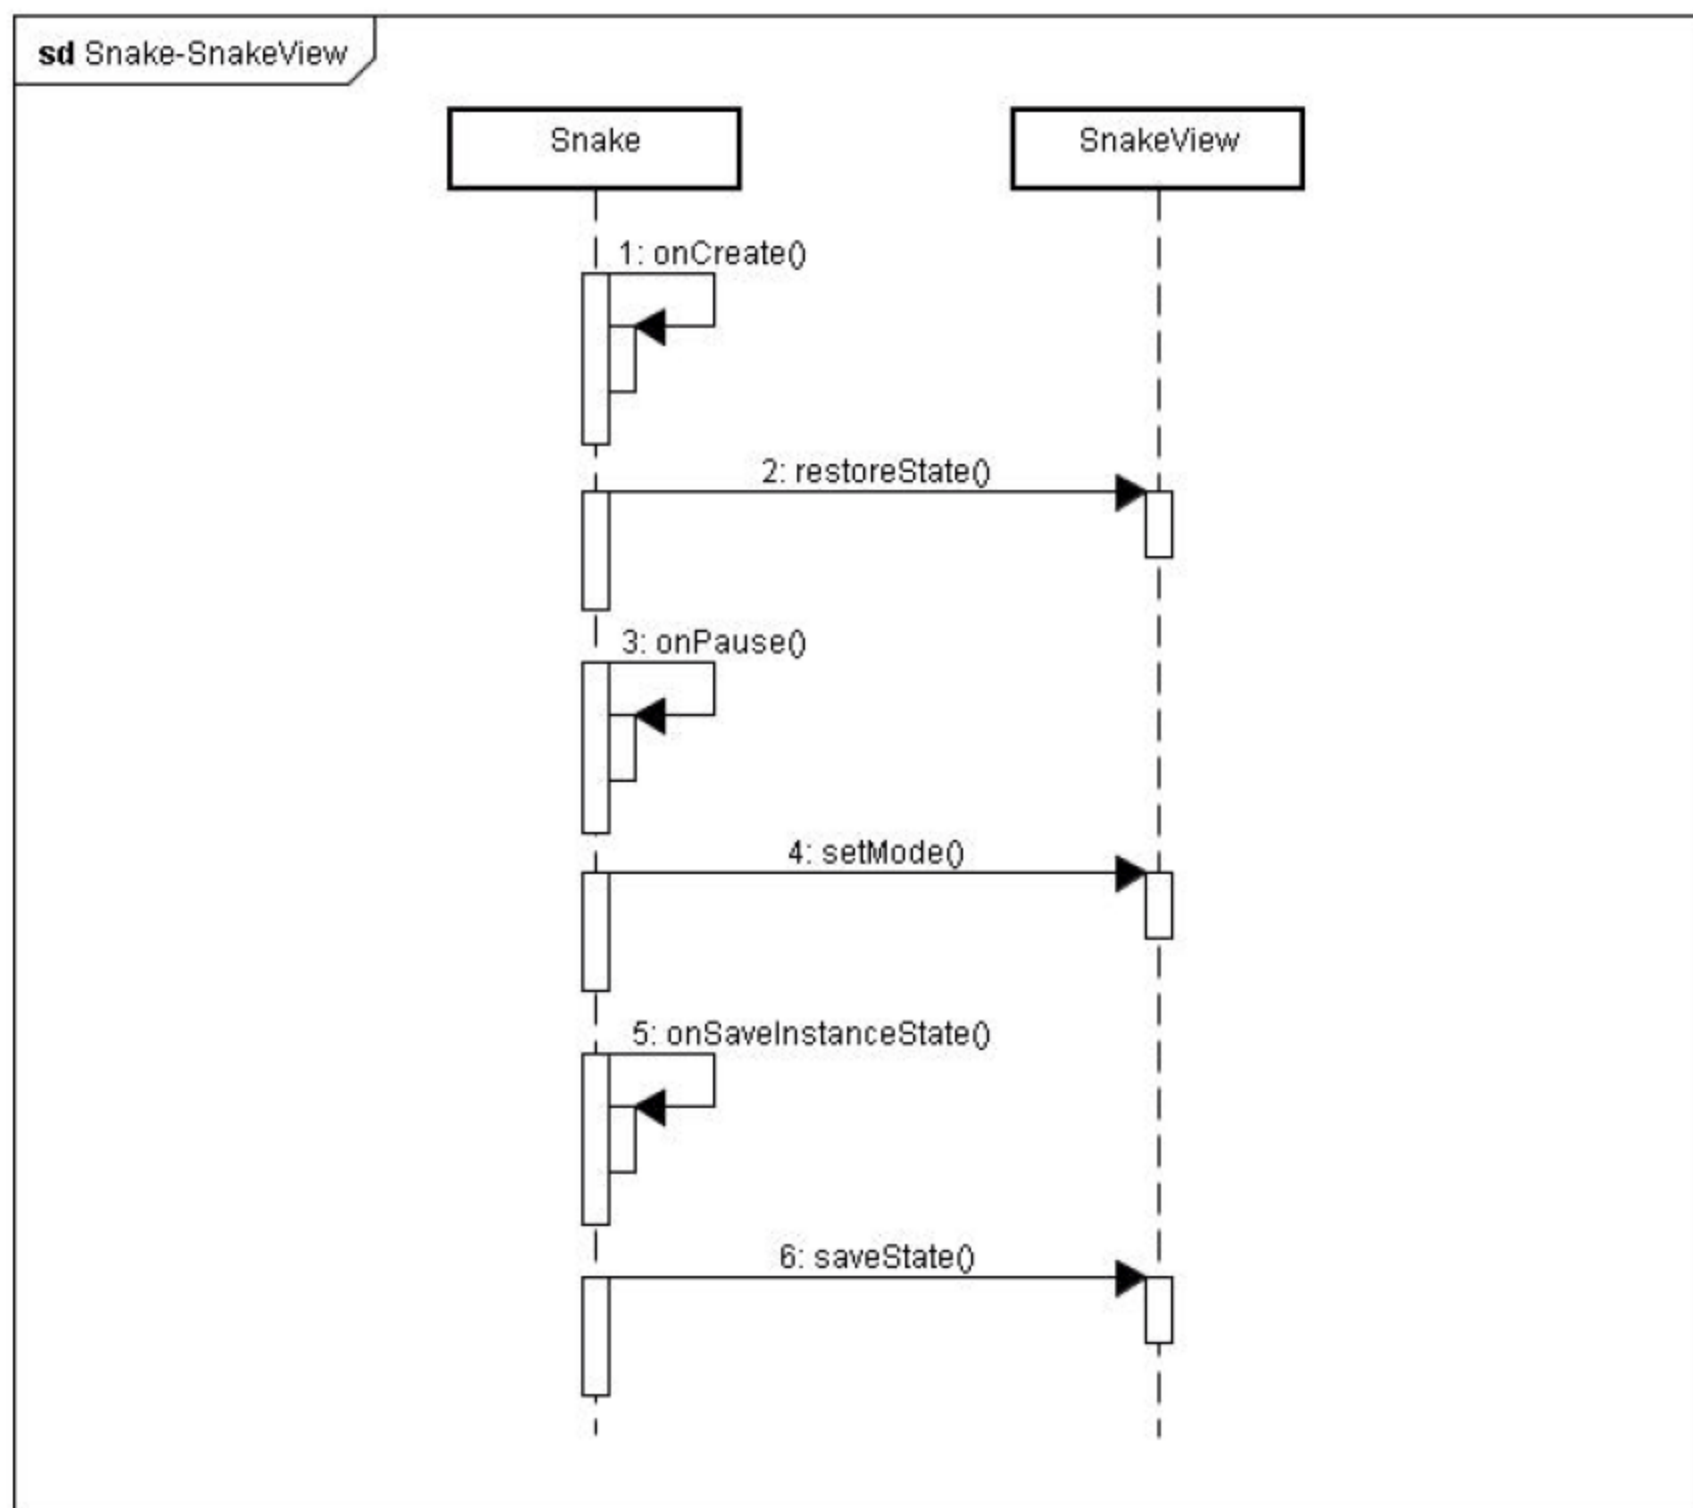 sd Snake-SnakeView
Snake
SnakeView
1: onCreate()
2: restoreState()
3: onPause()
4: setMode()
5: onSaveInstanceState()
6: saveState()